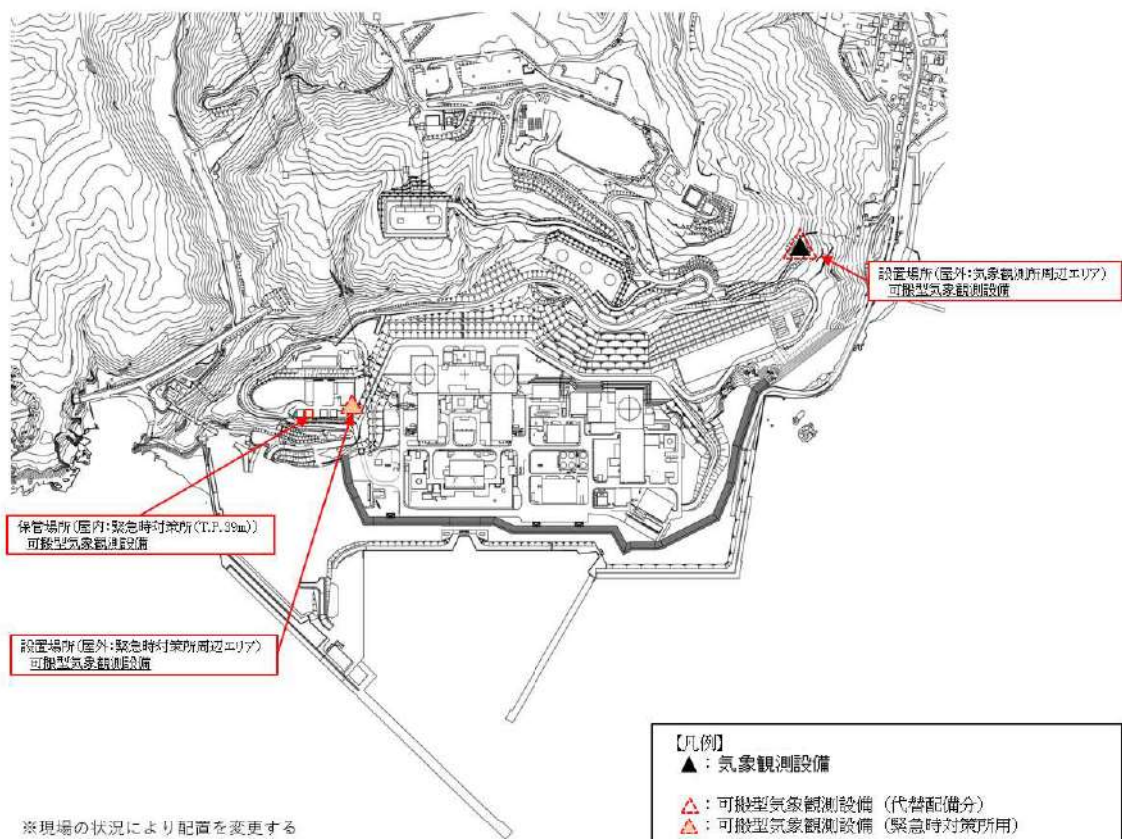 設置場所(屋外:気象観測所周辺エリア)
可搬型気象観測設備
保管場所(屋内:緊急時対策所(T.P.39m))
可搬型気象観測設備
設置場所(屋外:緊急時対策所周辺エリア)
可搬型気象観測設備
【凡例】
▲:気象観測設備
△:可搬型気象観測設備(代替配備分)
△:可搬型気象観測設備(緊急時対策所用)
※現場の状況により配置を変更する